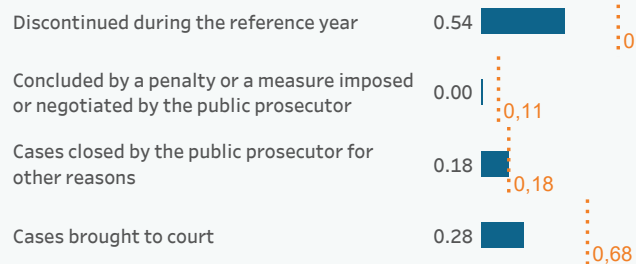 Discontinued during the reference year 0.54
0
Concluded by a penalty or a measure imposed
or negotiated by the public prosecutor 0.00
0,11
Cases closed by the public prosecutor for
other reasons 0.18
0,18
Cases brought to court 0.28
0,68